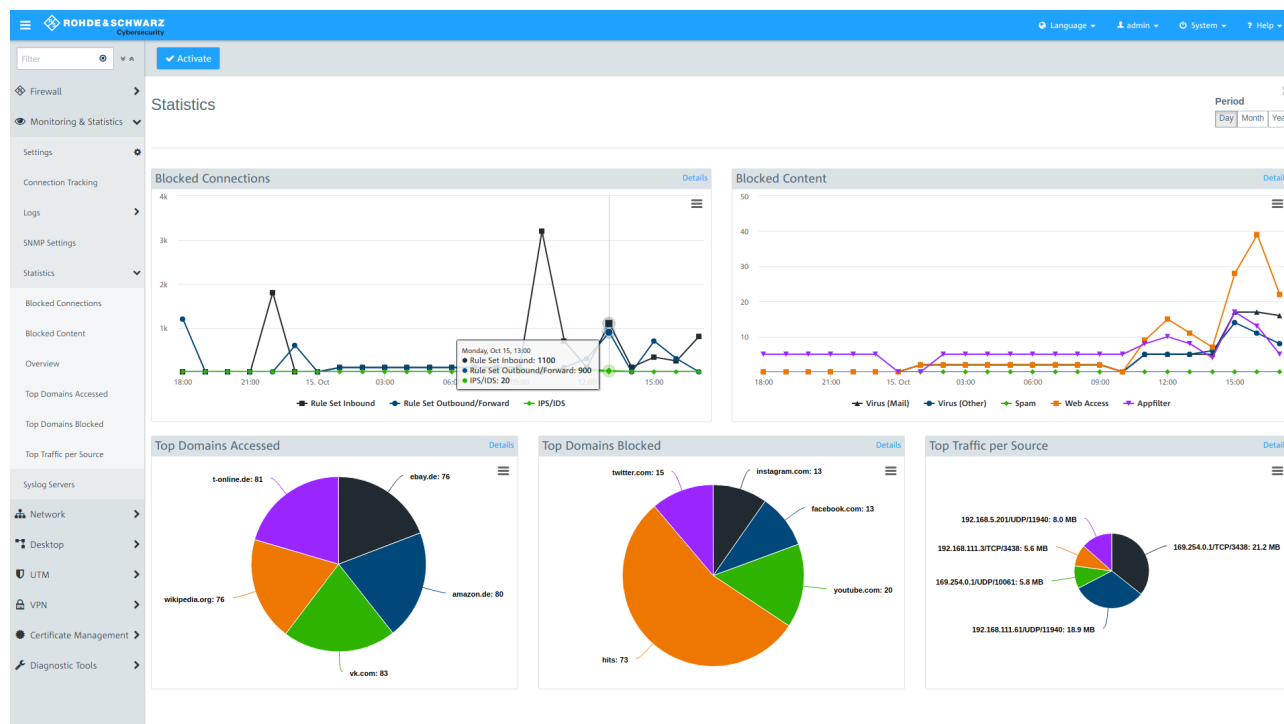 ROHDE&SCHWARZ
Cybersecurity
Language
admin
System
? Help
Filter
Activate
Firewall
Monitoring & Statistics
Settings
Connection Tracking
Logs
SNMP Settings
Statistics
Blocked Connections
Blocked Content
Overview
Top Domains Accessed
Top Domains Blocked
Top Traffic per Source
Syslog Servers
Network
Desktop
UTM
VPN
Certificate Management
Diagnostic Tools
Statistics
Period
Day Month Yea
Blocked Connections Details
4k
3k
2k
1k
Monday, Oct 15, 13:00
Rule Set Inbound: 1100
Rule Set Outbound/Forward: 900
IPS/IDS: 20
18:00 21:00 15. Oct 03:00 06:0 12:00 15:00
Rule Set Inbound Rule Set Outbound/Forward IPS/IDS
Blocked Content Detail
50
40
30
20
10
0
18:00 21:00 15. Oct 03:00 06:00 09:00 12:00 15:00
Virus (Mail) Virus (Other) Spam Web Access Appfilter
Top Domains Accessed Details
t-online.de: 81
ebay.de: 76
wikipedia.org: 76
amazon.de: 80
vk.com: 83
Top Domains Blocked Details
twitter.com: 15
instagram.com: 13
facebook.com: 13
youtube.com: 20
hits: 73
Top Traffic per Source Detail
192.168.5.201/UDP/11940: 8.0 MB
192.168.111.3/TCP/3438: 5.6 MB
169.254.0.1/TCP/3438: 21.2 MB
169.254.0.1/UDP/10061: 5.8 MB
192.168.111.61/UDP/11940: 18.9 MB